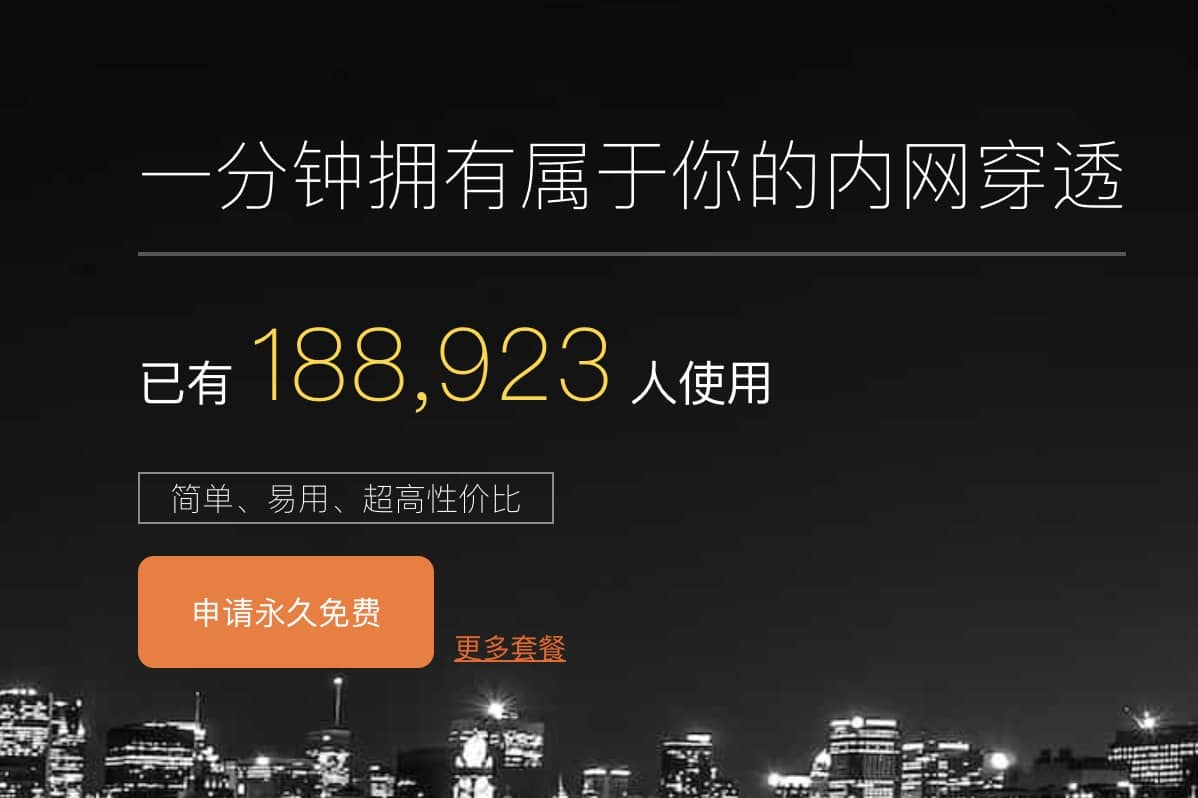 一分钟拥有属于你的内网穿透
已有 188,923 人使用
简单、易用、超高性价比
申请永久免费
更多套餐